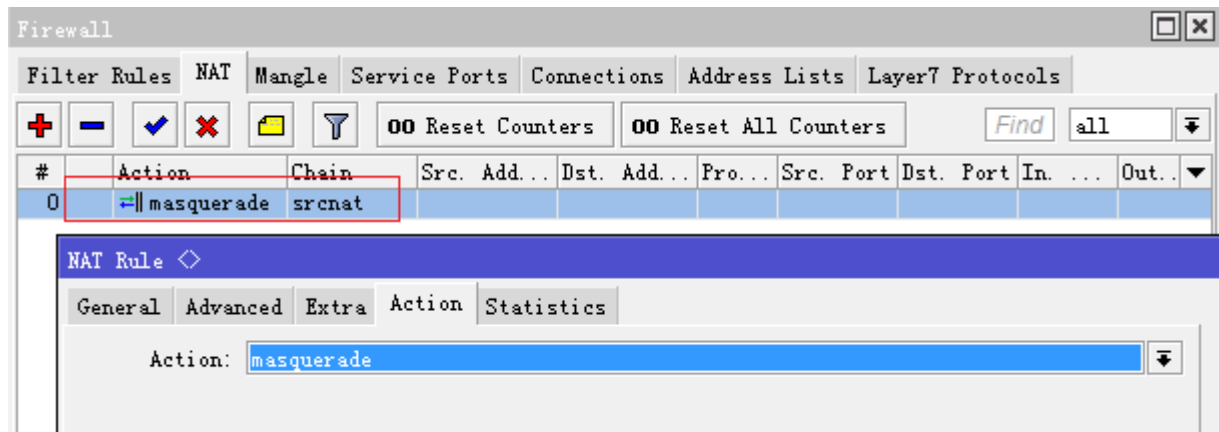 Firewall
Filter Rules NAT Mangle Service Ports Connections Address Lists Layer7 Protocols
00 Reset Counters 00 Reset All Counters Find all
# Action Chain Src. Add... Dst. Add... Pro... Src. Port Dst. Port In. ... Out...
0 masquerade srcnat
NAT Rule <>
General Advanced Extra Action Statistics
Action: masquerade